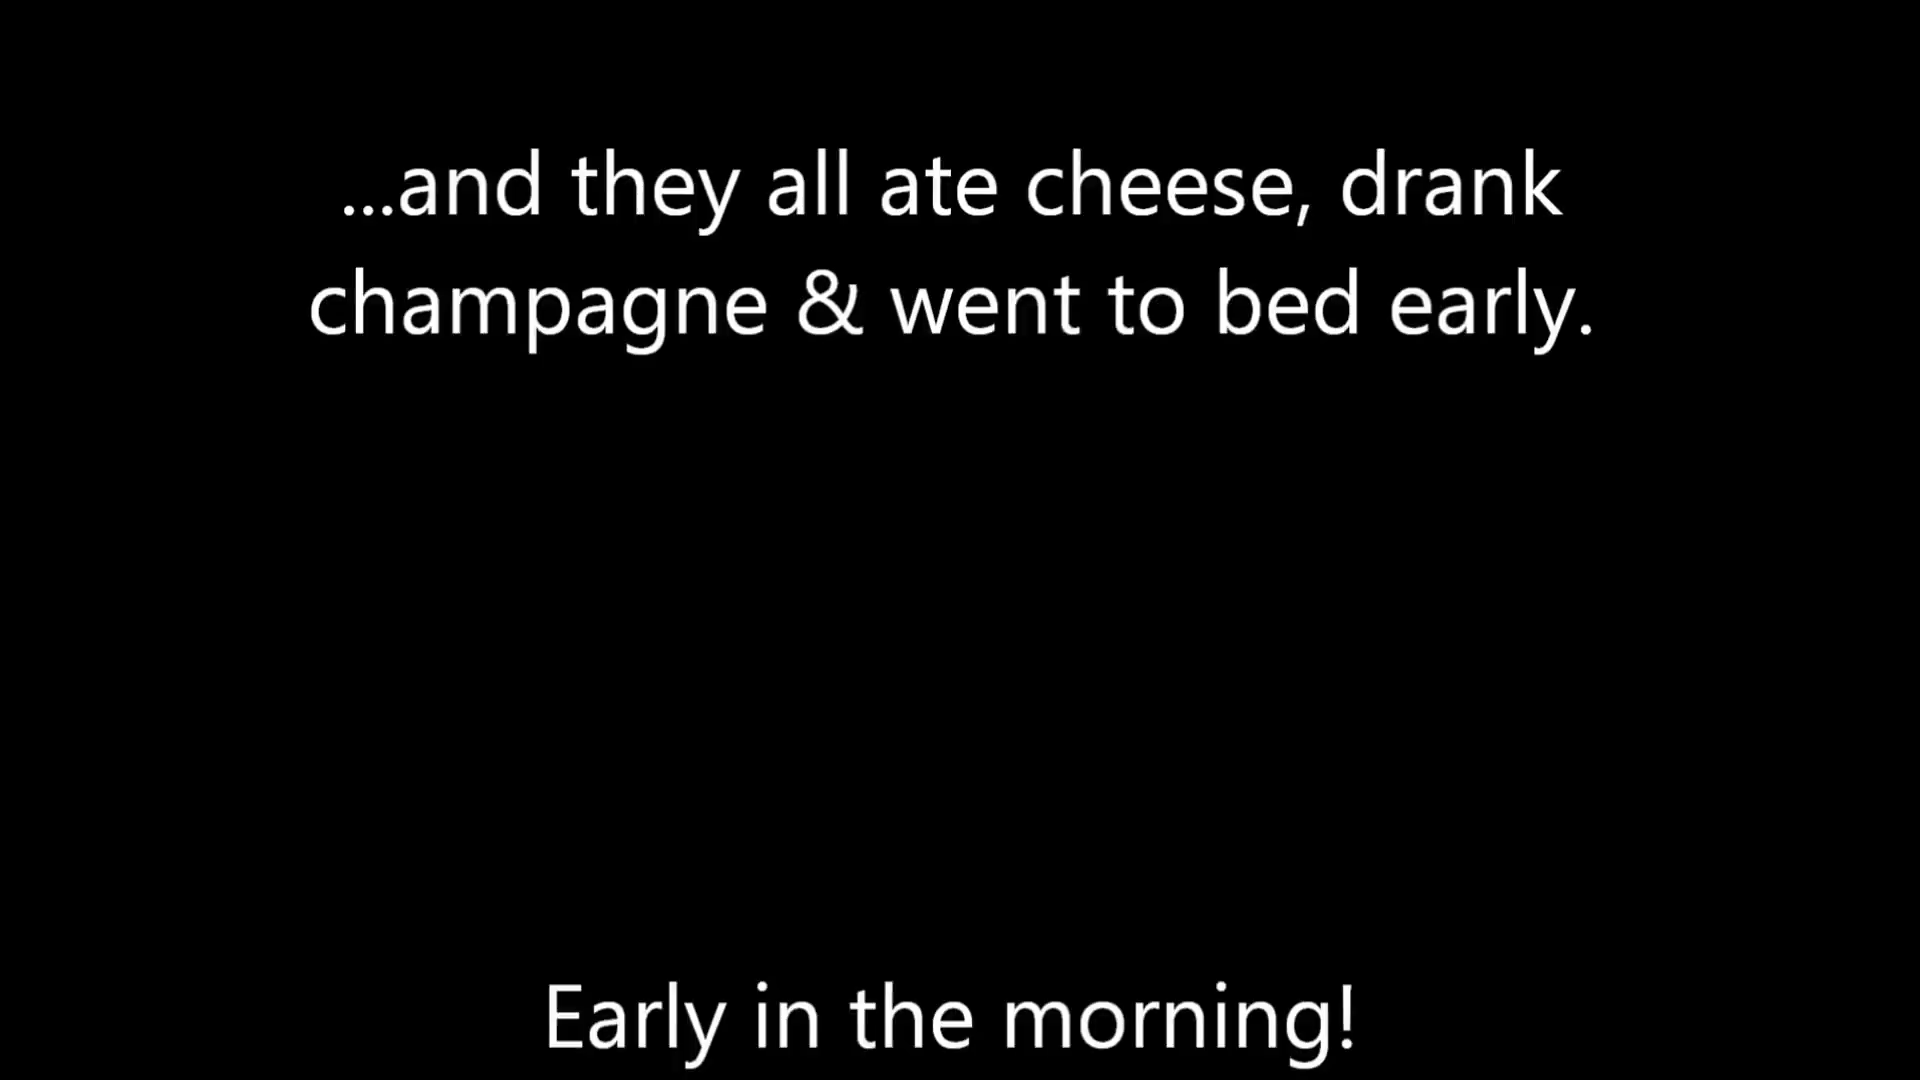 ...and they all ate cheese, drank
champagne & went to bed early.
Early in the morning!